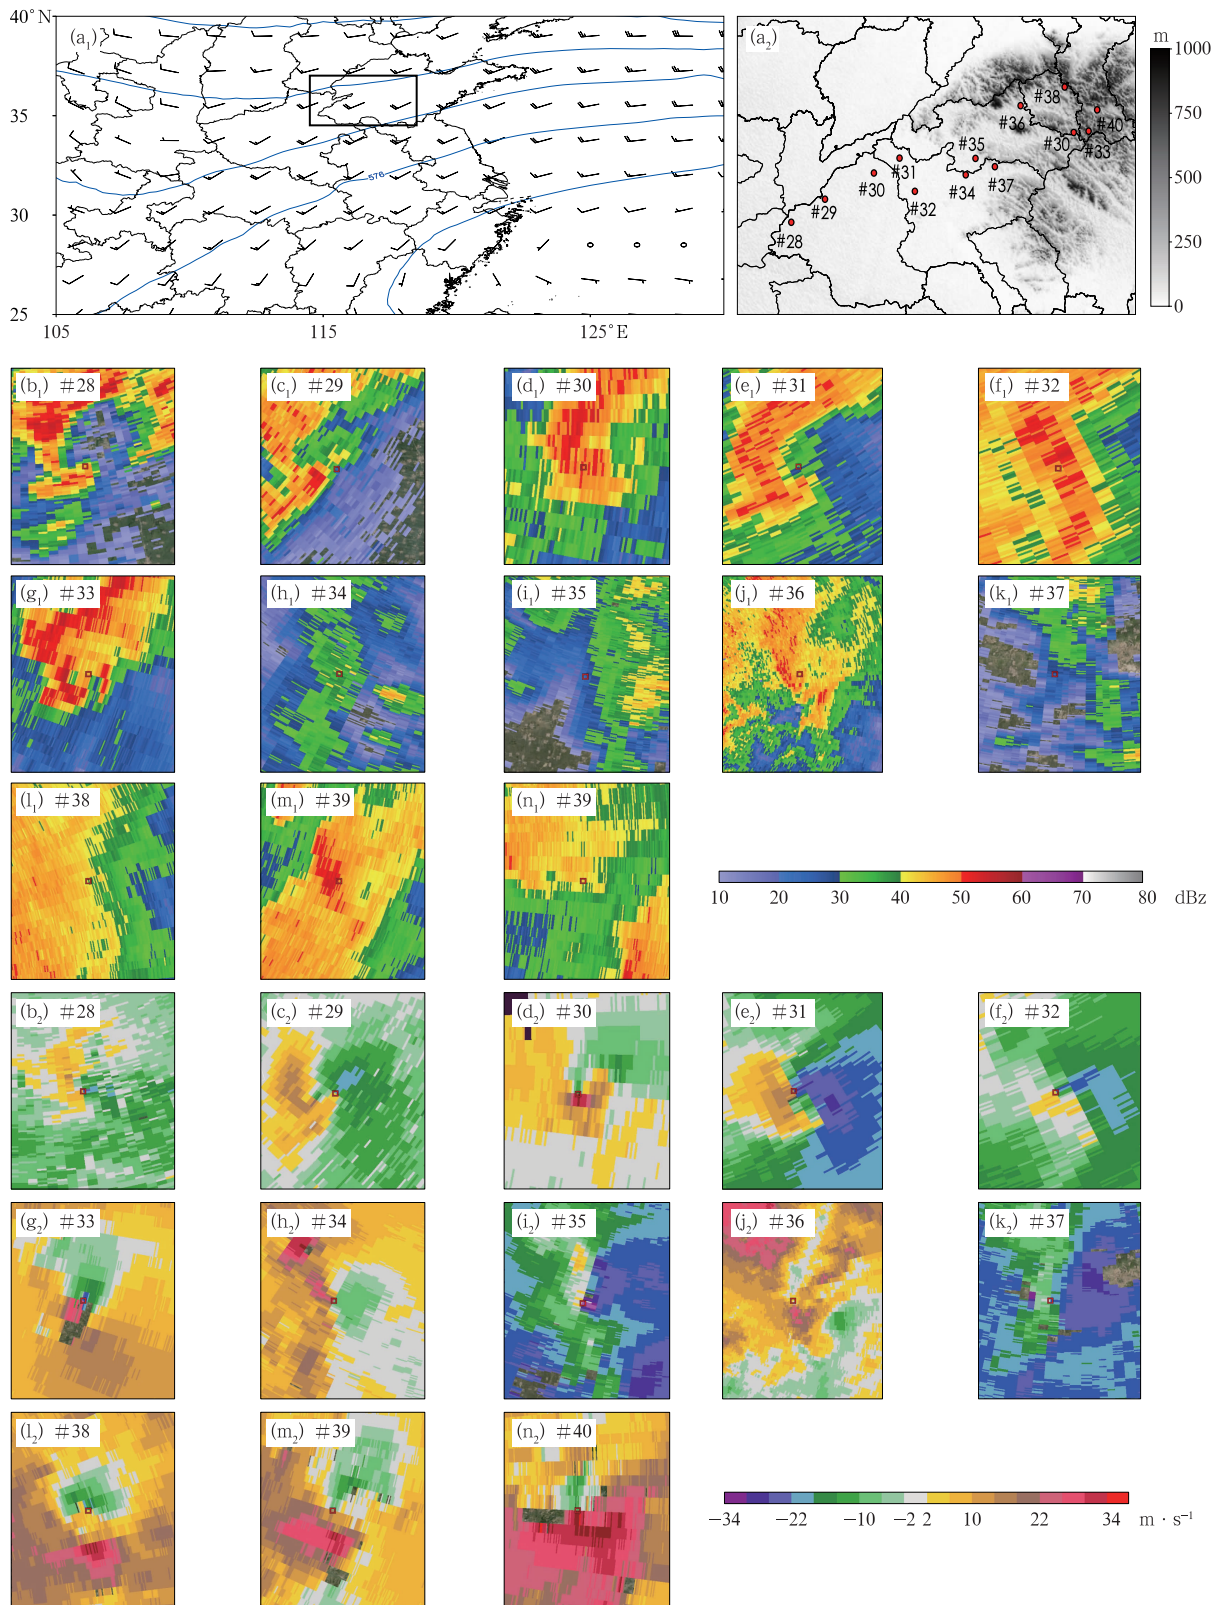 40°N
35
30
25
105
115
125°E
(a₁)
576
(a₂)
#38
#36
#40
#30
#33
#35
#31
#30
#34
#37
#29
#32
#28
m
1000
750
500
250
0
(b₁) #28
(c₁) #29
(d₁) #30
(e₁) #31
(f₁) #32
(g₁) #33
(h₁) #34
(i₁) #35
(j₁) #36
(k₁) #37
(l₁) #38
(m₁) #39
(n₁) #39
10 20 30 40 50 60 70 80 dBz
(b₂) #28
(c₂) #29
(d₂) #30
(e₂) #31
(f₂) #32
(g₂) #33
(h₂) #34
(i₂) #35
(j₂) #36
(k₂) #37
(l₂) #38
(m₂) #39
(n₂) #40
−34 −22 −10 −2 2 10 22 34 m · s⁻¹